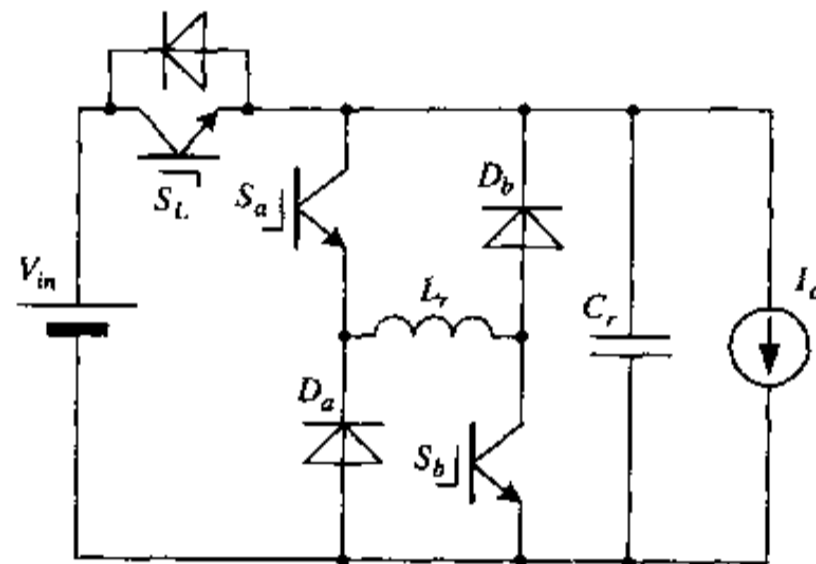 S_L
S_a
D_b
V_in
L_r
C_r
D_a
S_b